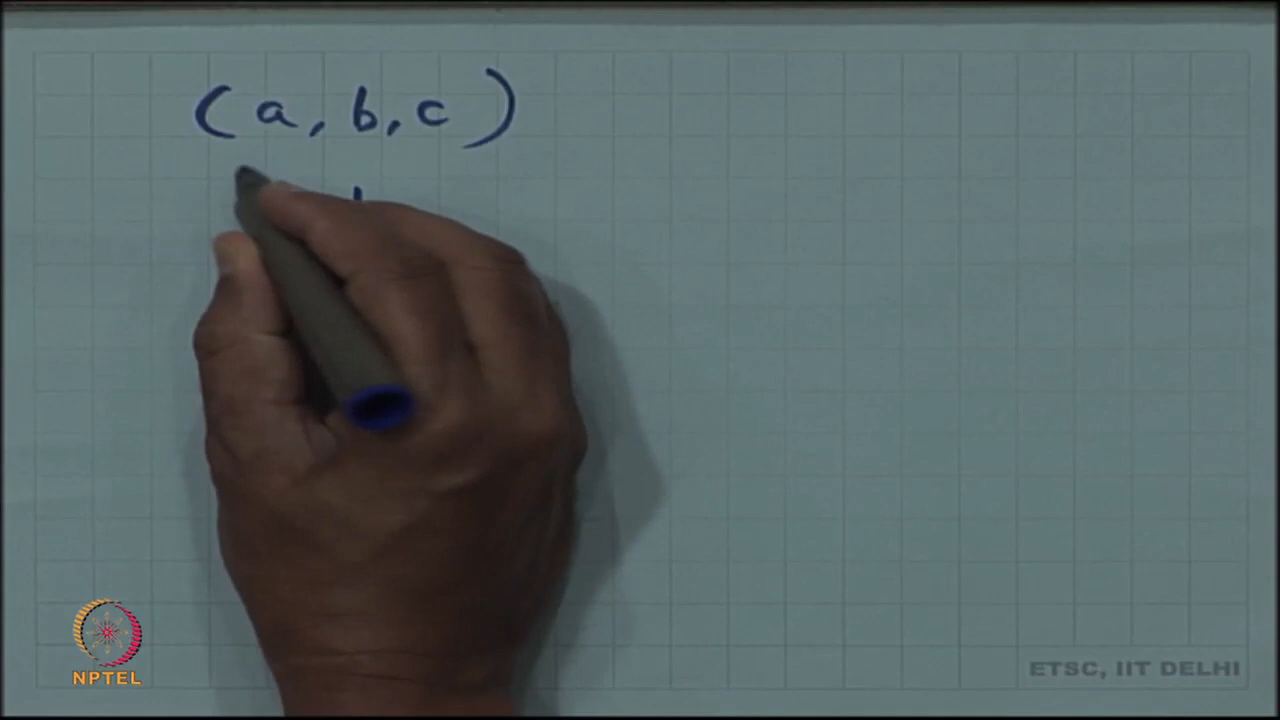 (a, b, c)
NPTEL
ETSC, IIT DELHI